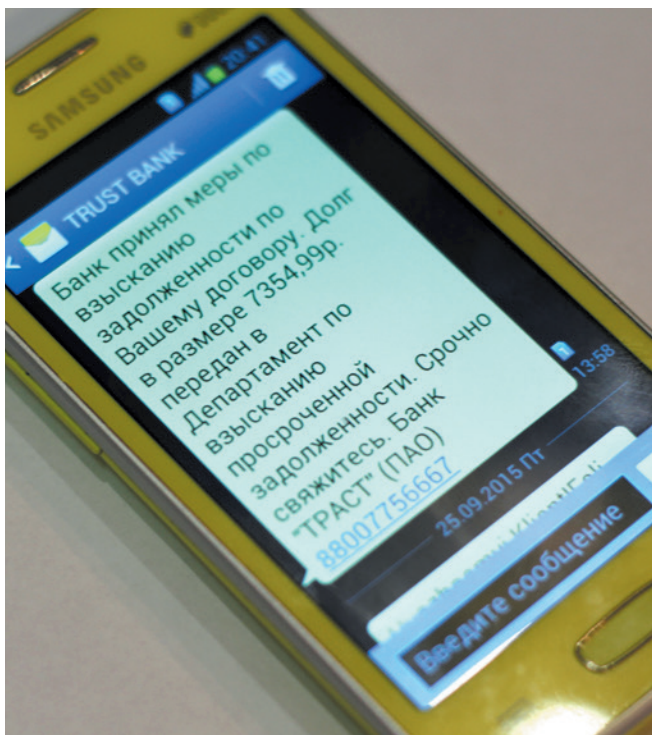 SAMSUNG
20:41
TRUST BANK
Банк принял меры по
взысканию
задолженности по
Вашему договору. Долг
в размере 7354,99р.
передан в
Департамент по
взысканию
просроченной
задолженности. Срочно
свяжитесь. Банк
"ТРАСТ" (ПАО)
88007756667
13:58
25.09.2015 Пт
Введите сообщение